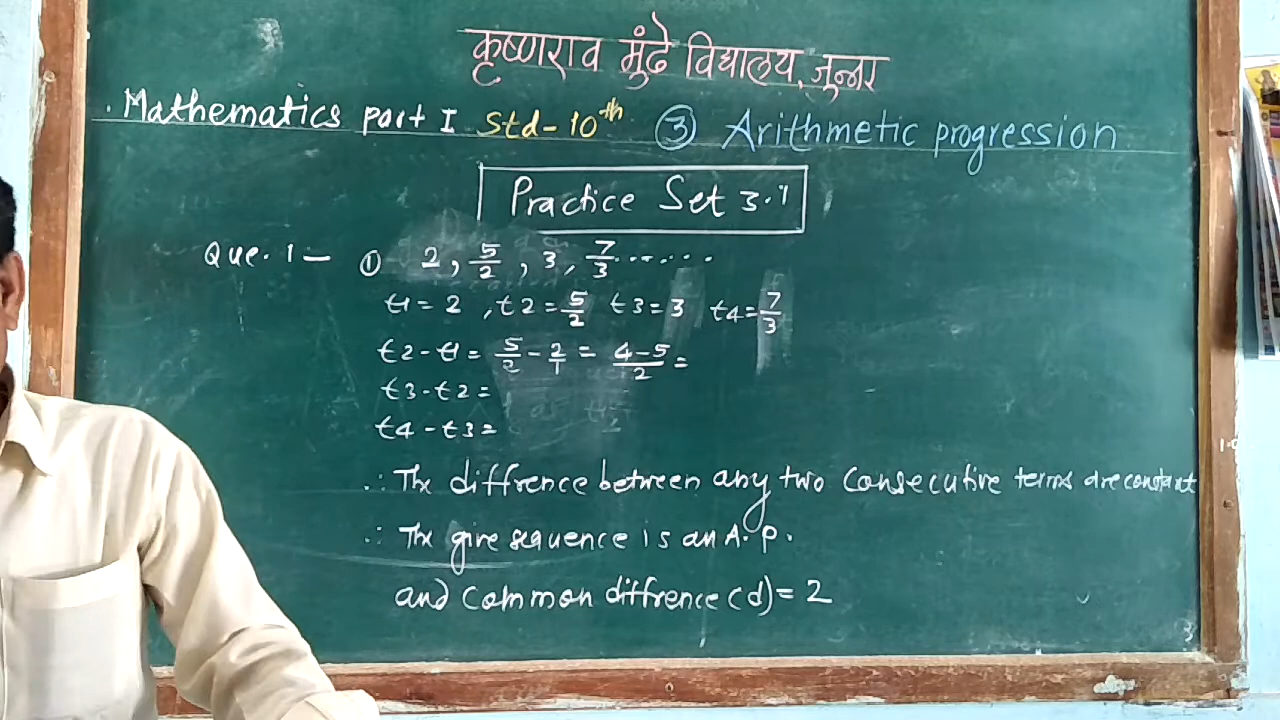 कृष्णराव मुंढे विद्यालय, जुन्नर
Mathematics part I Std-10th ③ Arithmetic progression
Practice Set 3.1
Que. 1 — ① 2, 5/2, 3, 7/3 .......
t1 = 2 , t2 = 5/2 t3 = 3 t4 = 7/3
t2 - t1 = 5/2 - 2/1 = 4-5/2 =
t3 - t2 =
t4 - t3 =
∴ The diffrence between any two consecutive terms are constant
∴ The give sequence is an A.P.
and common diffrence (d) = 2